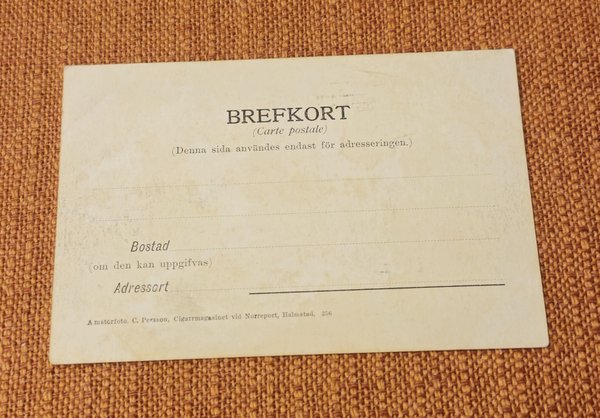 BREFKORT
(Carte postale)
(Denna sida användes endast för adresseringen.)
Bostad
(om den kan uppgifvas)
Adressort
Amatörfoto. C. Persson, Cigarrmagasinet vid Norreport, Halmstad. 256